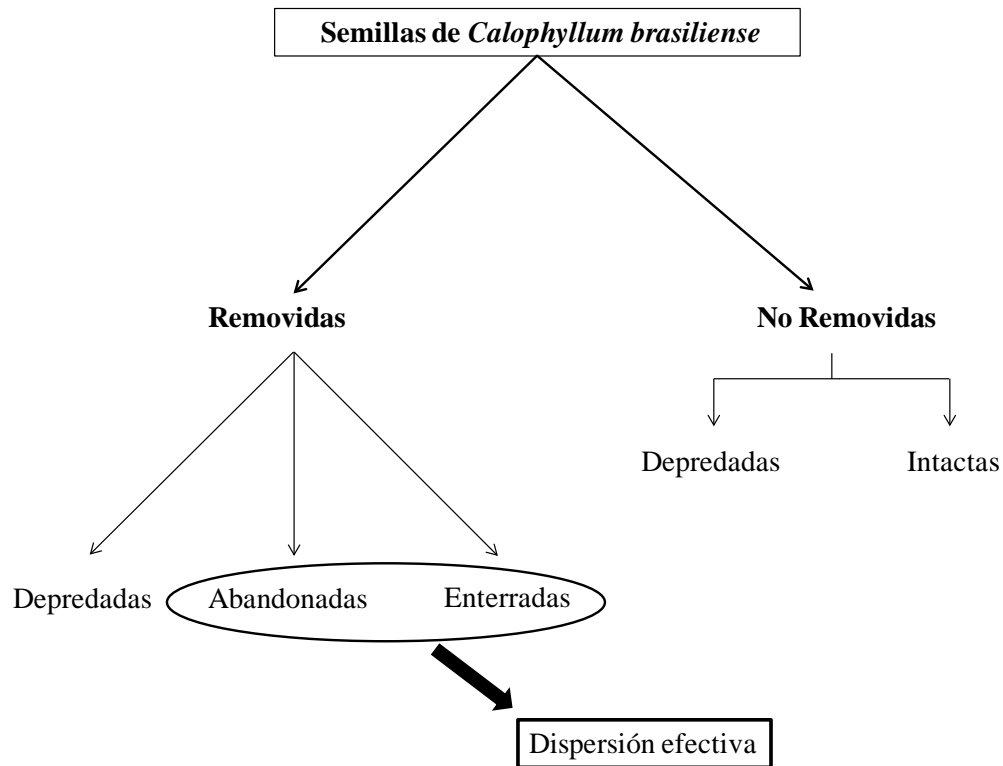 Semillas de Calophyllum brasiliense
Removidas
No Removidas
Depredadas
Intactas
Depredadas
Abandonadas
Enterradas
Dispersión efectiva